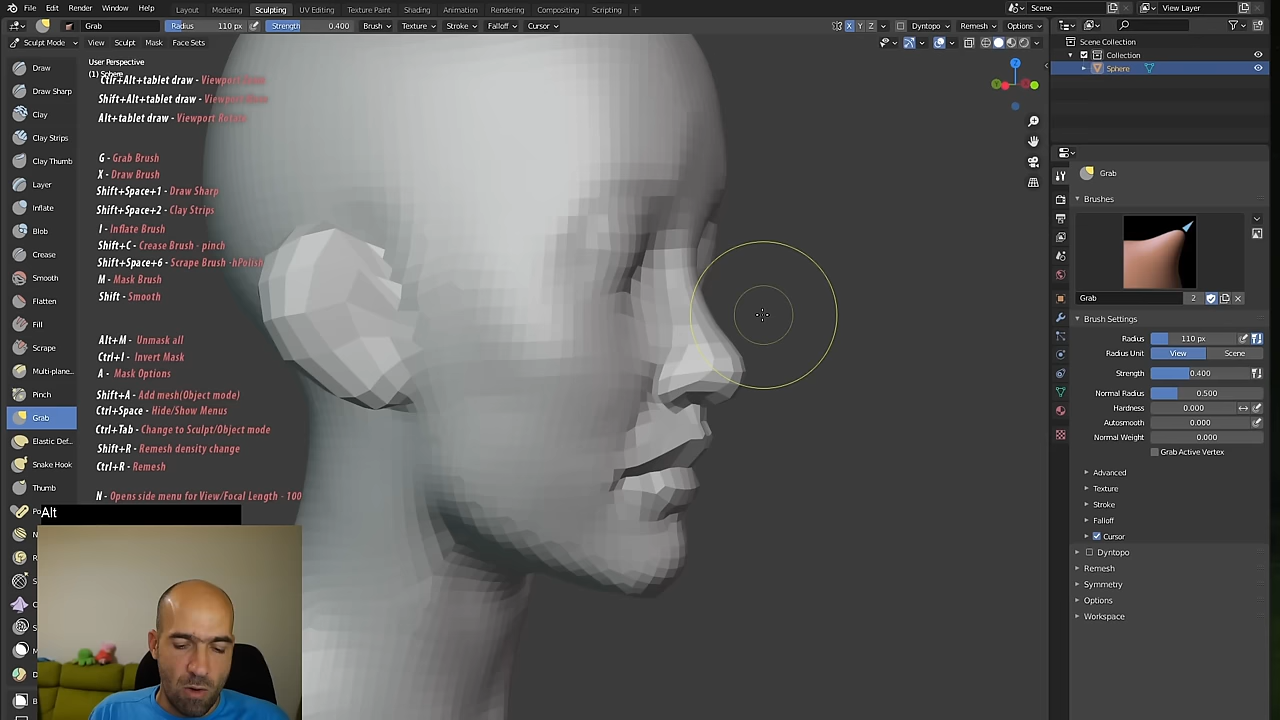 File Edit Render Window Help Layout Modeling Sculpting UV Editing Texture Paint Shading Animation Rendering Compositing Scripting + Scene View Layer
Grab Radius 110 px Strength 0.400 Brush Texture Stroke Falloff Cursor X Y Z Dyntopo Remesh Options
Sculpt Mode View Sculpt Mask Face Sets
User Perspective
(1) Sphere
Ctrl+Alt+tablet draw - Viewport
Shift+Alt+tablet draw - Viewport
Alt+tablet draw - Viewport Rotate
G - Grab Brush
X - Draw Brush
Shift+Space+1 - Draw Sharp
Shift+Space+2 - Clay Strips
I - Inflate Brush
Shift+C - Crease Brush - pinch
Shift+Space+6 - Scrape Brush -hPolish
M - Mask Brush
Shift - Smooth
Alt+M - Unmask all
Ctrl+I - Invert Mask
A - Mask Options
Shift+A - Add mesh(Object mode)
Ctrl+Space - Hide/Show Menus
Ctrl+Tab - Change to Sculpt/Object mode
Shift+R - Remesh density change
Ctrl+R - Remesh
N - Opens side menu for View/Focal Length - 100
Alt
Draw
Draw Sharp
Clay
Clay Strips
Clay Thumb
Layer
Inflate
Blob
Crease
Smooth
Flatten
Fill
Scrape
Multi-plane...
Pinch
Grab
Elastic Def...
Snake Hook
Thumb
Z
Scene Collection
Collection
Sphere
Grab
Brushes
Grab 2
Brush Settings
Radius 110 px
Radius Unit View Scene
Strength 0.400
Normal Radius 0.500
Hardness 0.000
Autosmooth 0.000
Normal Weight 0.000
Grab Active Vertex
Advanced
Texture
Stroke
Falloff
Cursor
Dyntopo
Remesh
Symmetry
Options
Workspace